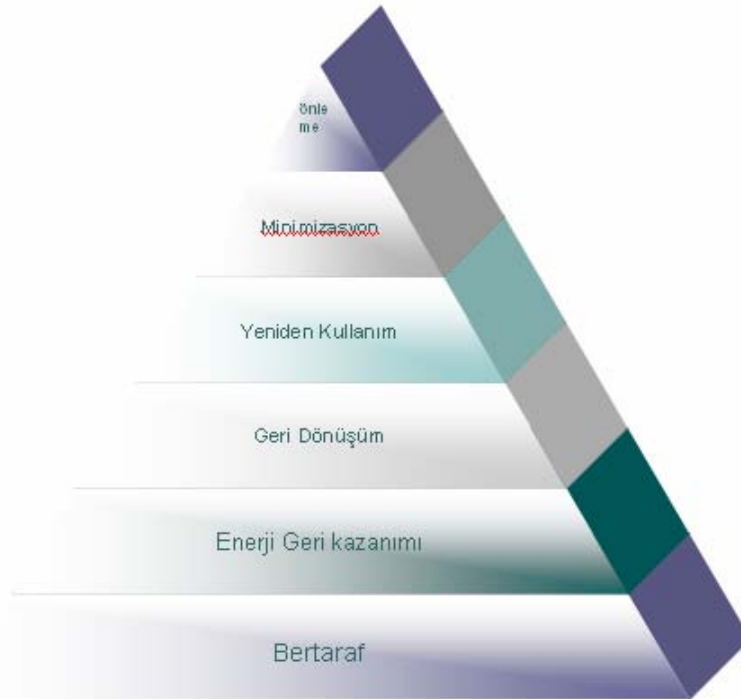 önle
me
Minimizasyon
Yeniden Kullanım
Geri Dönüşüm
Enerji Geri kazanımı
Bertaraf